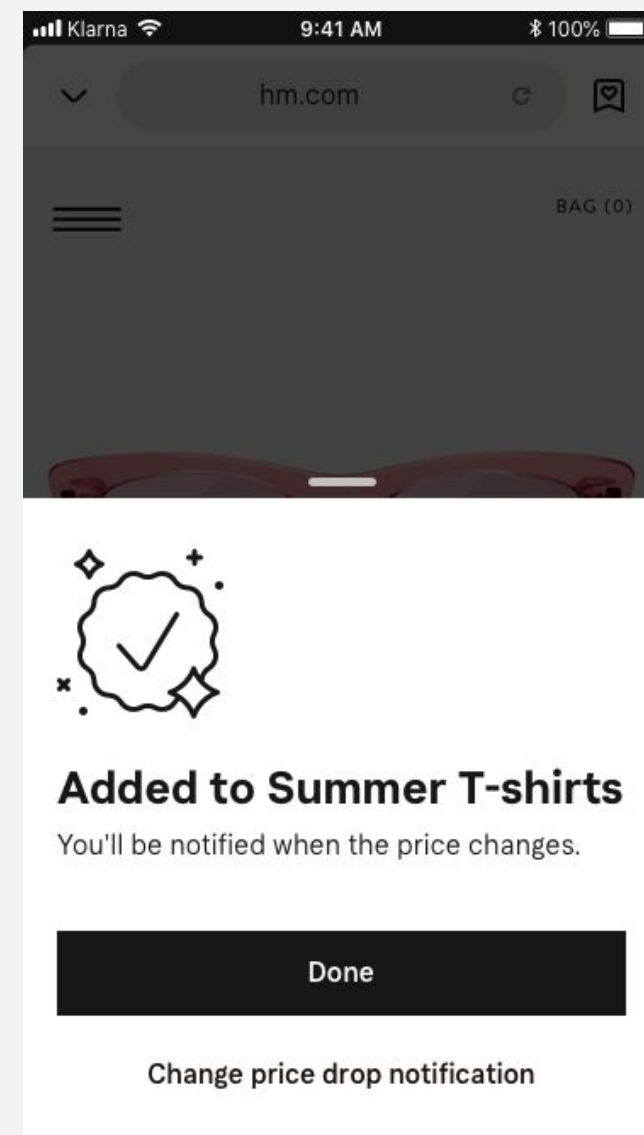 Klarna 9:41 AM 100%
hm.com
BAG (0)
Added to Summer T-shirts
You'll be notified when the price changes.
Done
Change price drop notification